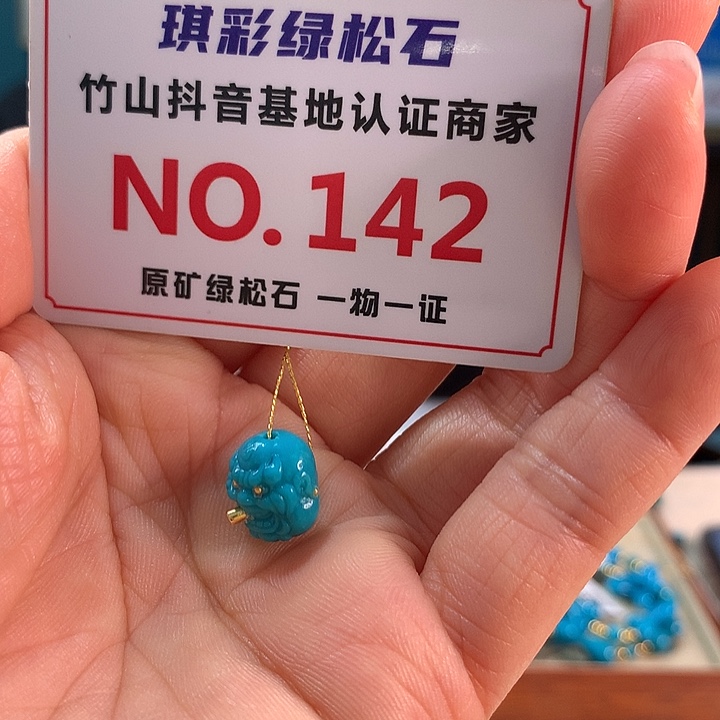 琪彩绿松石
竹山抖音基地认证商家
NO.142
原矿绿松石 一物一证